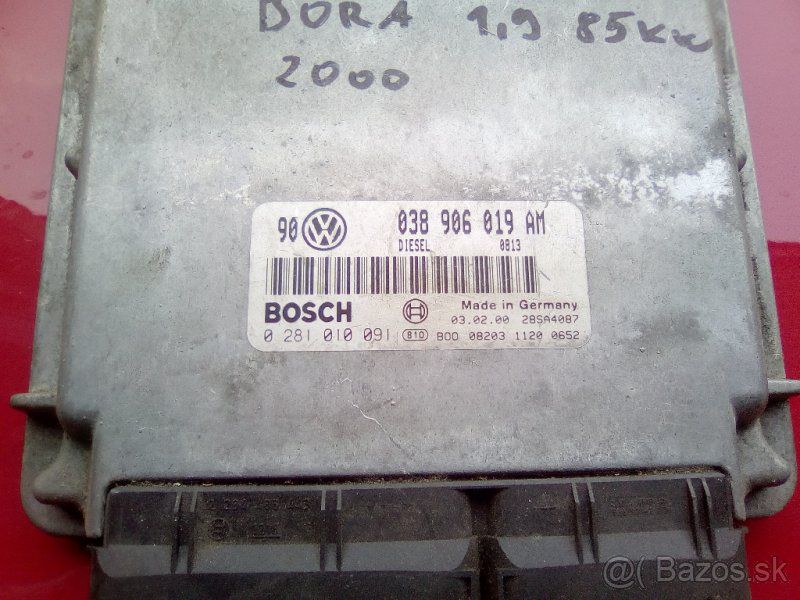 BORA 1,9 85kw
2000
90 038 906 019 AM
DIESEL 0813
BOSCH Made in Germany
03.02.00 28SA4087
0 281 010 091 810 B00 08203 1120 0652
@Bazos.sk